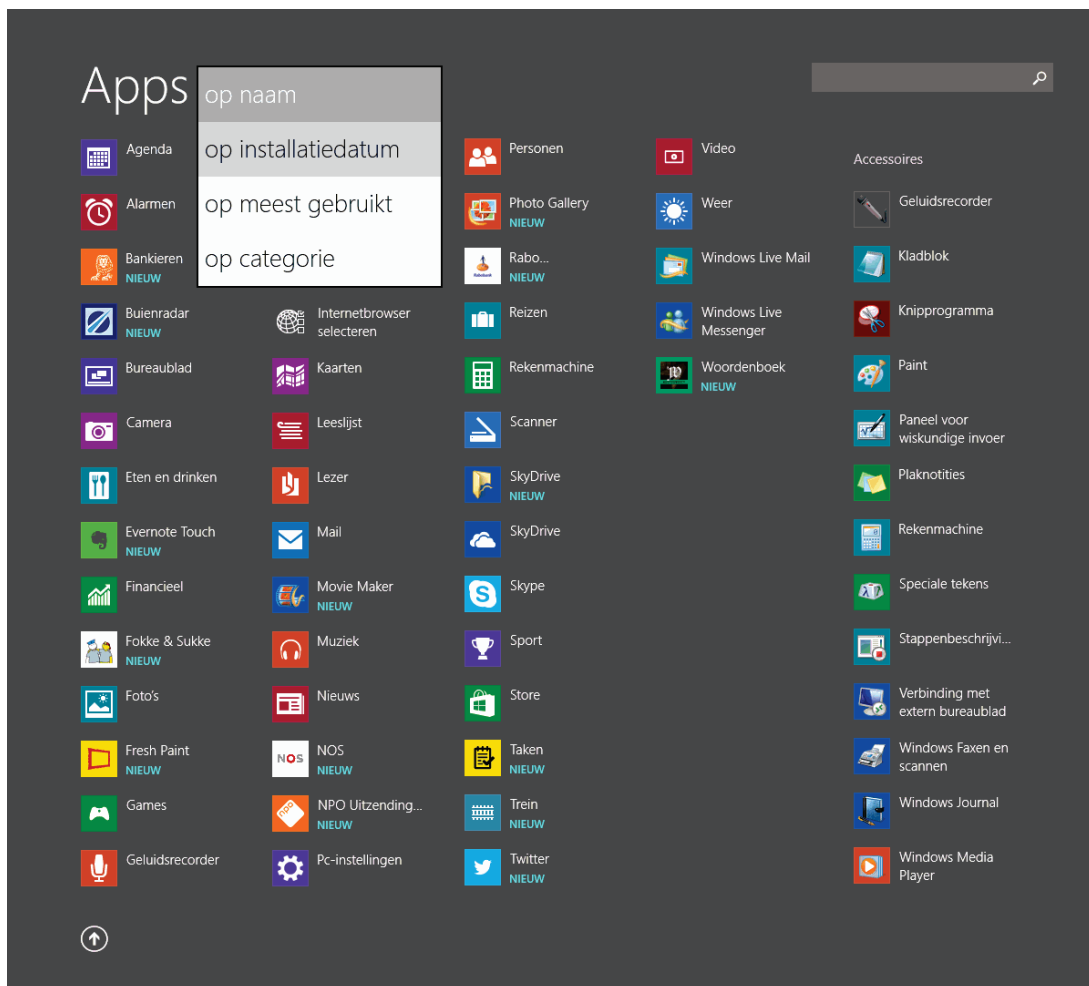 Apps
op naam
op installatiedatum
op meest gebruikt
op categorie
Agenda
Alarmen
Bankieren
NIEUW
Buienradar
NIEUW
Bureaublad
Camera
Eten en drinken
Evernote Touch
NIEUW
Financieel
Fokke & Sukke
NIEUW
Foto's
Fresh Paint
NIEUW
Games
Geluidsrecorder
Internetbrowser
selecteren
Kaarten
Leeslijst
Lezer
Mail
Movie Maker
NIEUW
Muziek
Nieuws
NOS
NOS
NIEUW
npo
NPO Uitzending...
NIEUW
Pc-instellingen
Personen
Photo Gallery
NIEUW
Rabo...
NIEUW
Reizen
Rekenmachine
Scanner
SkyDrive
NIEUW
SkyDrive
Skype
Sport
Store
Taken
NIEUW
Trein
NIEUW
Twitter
NIEUW
Video
Weer
Windows Live Mail
Windows Live
Messenger
Woordenboek
NIEUW
Accessoires
Geluidsrecorder
Kladblok
Knipprogramma
Paint
Paneel voor
wiskundige invoer
Plaknotities
Rekenmachine
Speciale tekens
Stappenbeschrijvi...
Verbinding met
extern bureaublad
Windows Faxen en
scannen
Windows Journal
Windows Media
Player